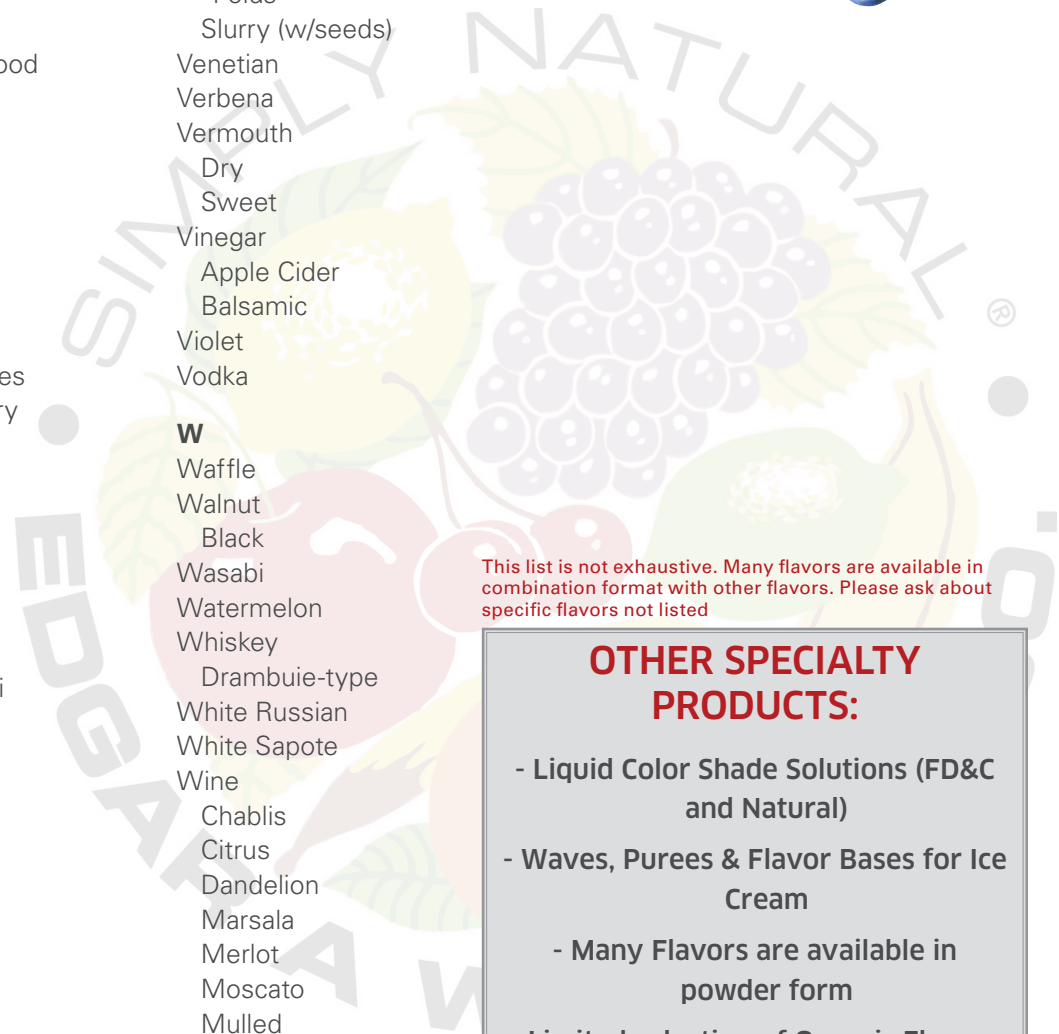 Slurry (w/seeds)
Venetian
Verbena
Vermouth
Dry
Sweet
Vinegar
Apple Cider
Balsamic
Violet
Vodka
W
Waffle
Walnut
Black
Wasabi
Watermelon
Whiskey
Drambuie-type
White Russian
White Sapote
Wine
Chablis
Citrus
Dandelion
Marsala
Merlot
Moscato
Mulled
This list is not exhaustive. Many flavors are available in
combination format with other flavors. Please ask about
specific flavors not listed
OTHER SPECIALTY
PRODUCTS:
- Liquid Color Shade Solutions (FD&C
and Natural)
- Waves, Purees & Flavor Bases for Ice
Cream
- Many Flavors are available in
powder form
SIMPLY NATURAL ®
EDGAR A W